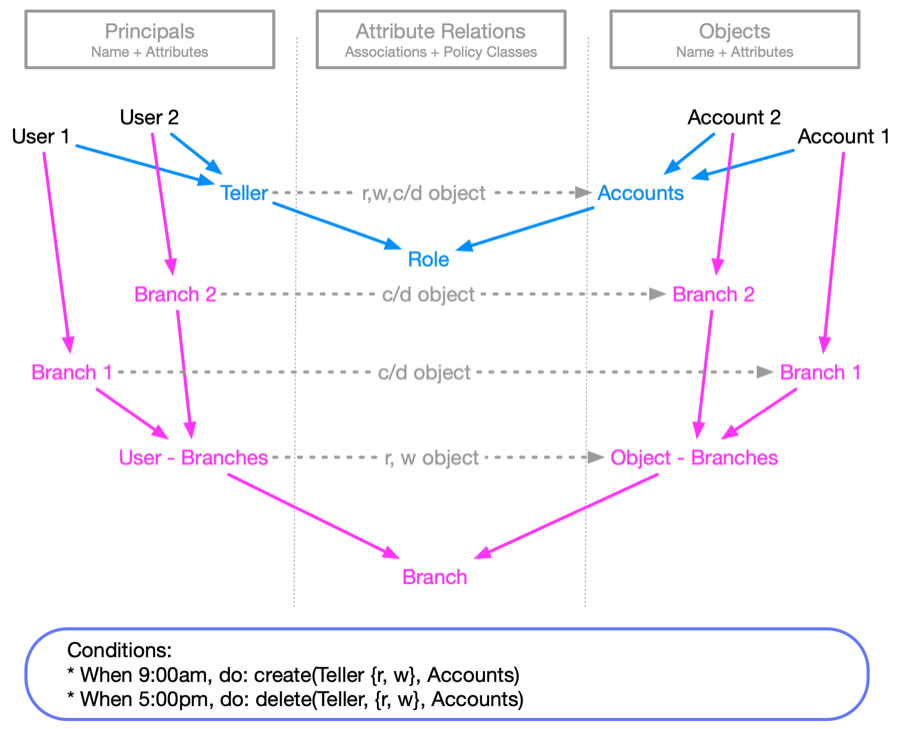 Principals
Name + Attributes
Attribute Relations
Associations + Policy Classes
Objects
Name + Attributes
User 2
Account 2
User 1
Account 1
Teller
r,w,c/d object
Accounts
Role
Branch 2
c/d object
Branch 2
Branch 1
c/d object
Branch 1
User - Branches
r, w object
Object - Branches
Branch
Conditions:
* When 9:00am, do: create(Teller {r, w}, Accounts)
* When 5:00pm, do: delete(Teller, {r, w}, Accounts)